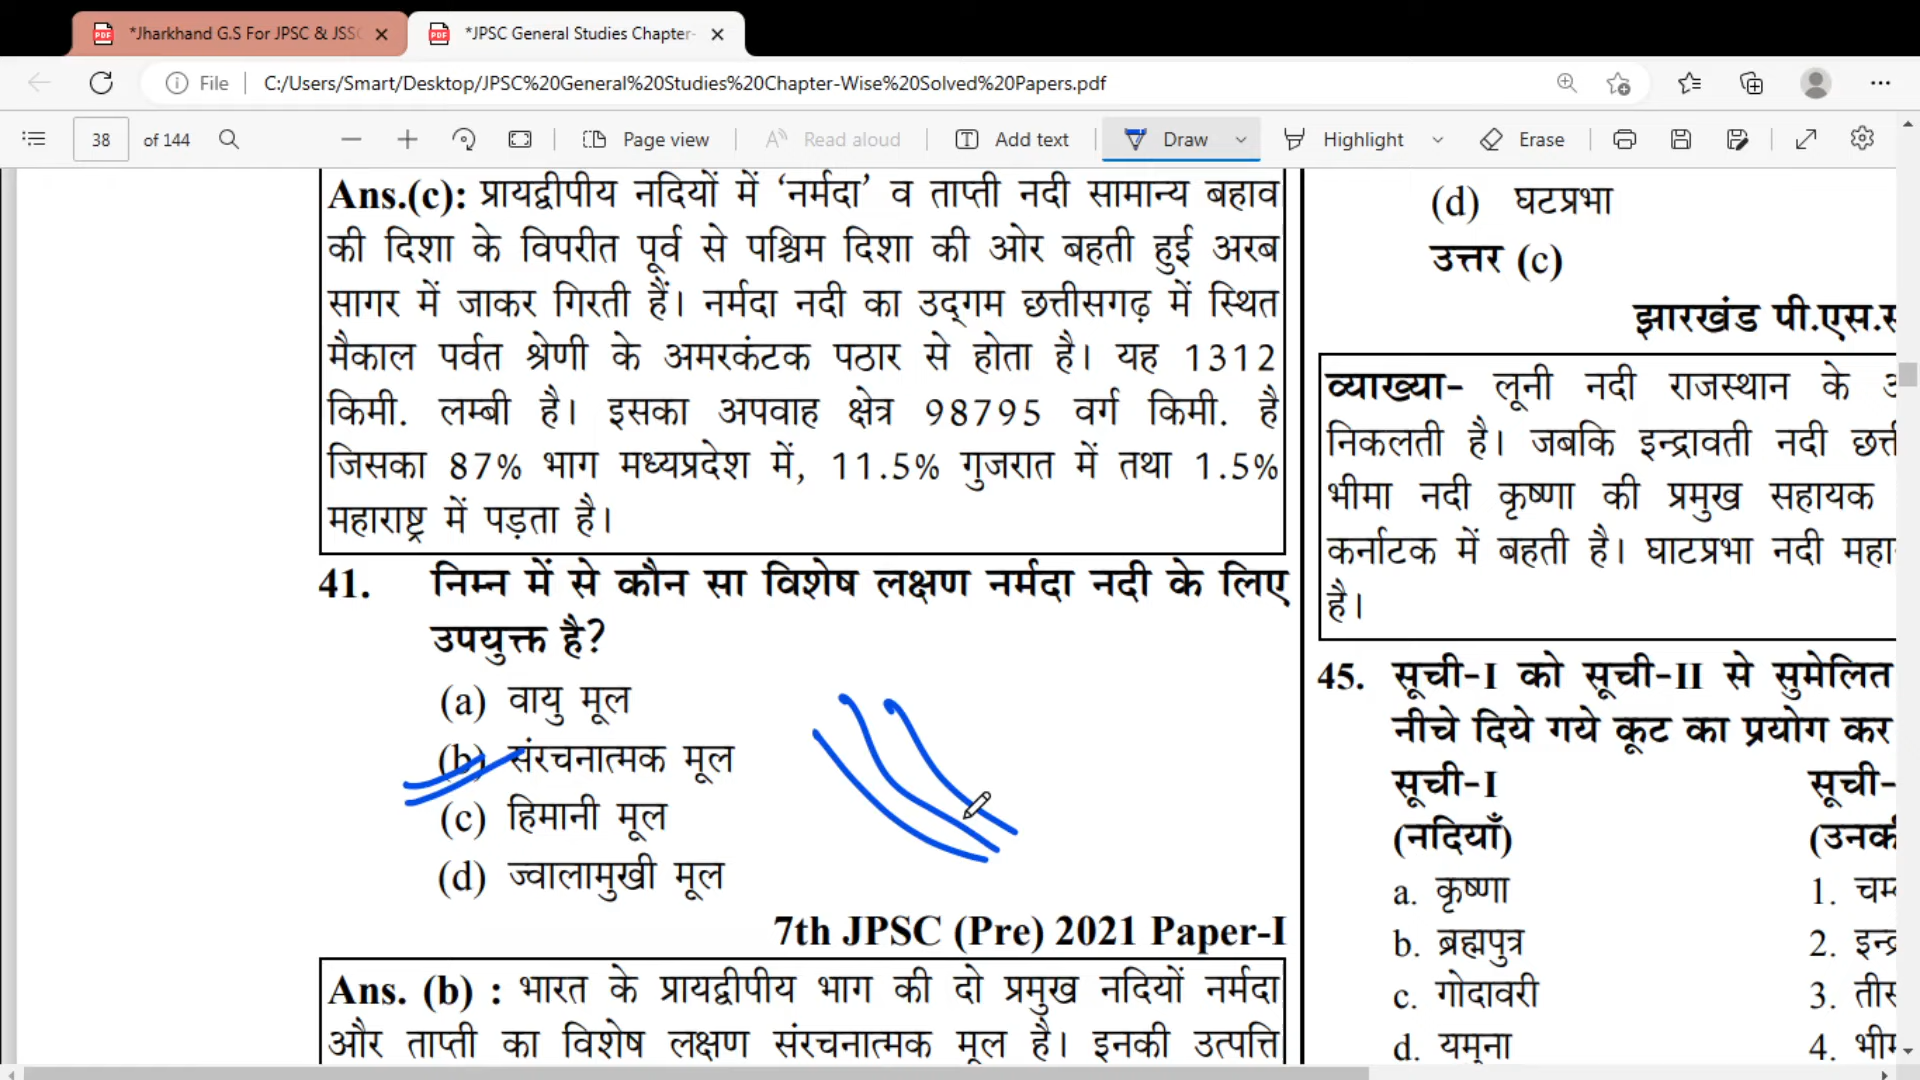 *Jharkhand G.S For JPSC & JSSC
*JPSC General Studies Chapter-
File
C:/Users/Smart/Desktop/JPSC%20General%20Studies%20Chapter-Wise%20Solved%20Papers.pdf
38 of 144
Page view
Read aloud
Add text
Draw
Highlight
Erase
Ans.(c): प्रायद्वीपीय नदियों में ‘नर्मदा’ व ताप्ती नदी सामान्य बहाव
की दिशा के विपरीत पूर्व से पश्चिम दिशा की ओर बहती हुई अरब
सागर में जाकर गिरती हैं। नर्मदा नदी का उद्गम छत्तीसगढ़ में स्थित
मैकाल पर्वत श्रेणी के अमरकंटक पठार से होता है। यह 1312
किमी. लम्बी है। इसका अपवाह क्षेत्र 98795 वर्ग किमी. है
जिसका 87% भाग मध्यप्रदेश में, 11.5% गुजरात में तथा 1.5%
महाराष्ट्र में पड़ता है।
41. निम्न में से कौन सा विशेष लक्षण नर्मदा नदी के लिए
उपयुक्त है?
(a) वायु मूल
(b) संरचनात्मक मूल
(c) हिमानी मूल
(d) ज्वालामुखी मूल
7th JPSC (Pre) 2021 Paper-I
Ans. (b) : भारत के प्रायद्वीपीय भाग की दो प्रमुख नदियों नर्मदा
और ताप्ती का विशेष लक्षण संरचनात्मक मूल है। इनकी उत्पत्ति
(d) घटप्रभा
उत्तर (c)
झारखंड पी.एस.स
व्याख्या- लूनी नदी राजस्थान के
निकलती है। जबकि इन्द्रावती नदी छत्ती
भीमा नदी कृष्णा की प्रमुख सहायक
कर्नाटक में बहती है। घाटप्रभा नदी महा
है।
45. सूची-I को सूची-II से सुमेलित
नीचे दिये गये कूट का प्रयोग कर
सूची-I सूची-
(नदियाँ) (उनकी
a. कृष्णा 1. चम्
b. ब्रह्मपुत्र 2. इन्द्र
c. गोदावरी 3. तीस
d. यमुना 4. भीम